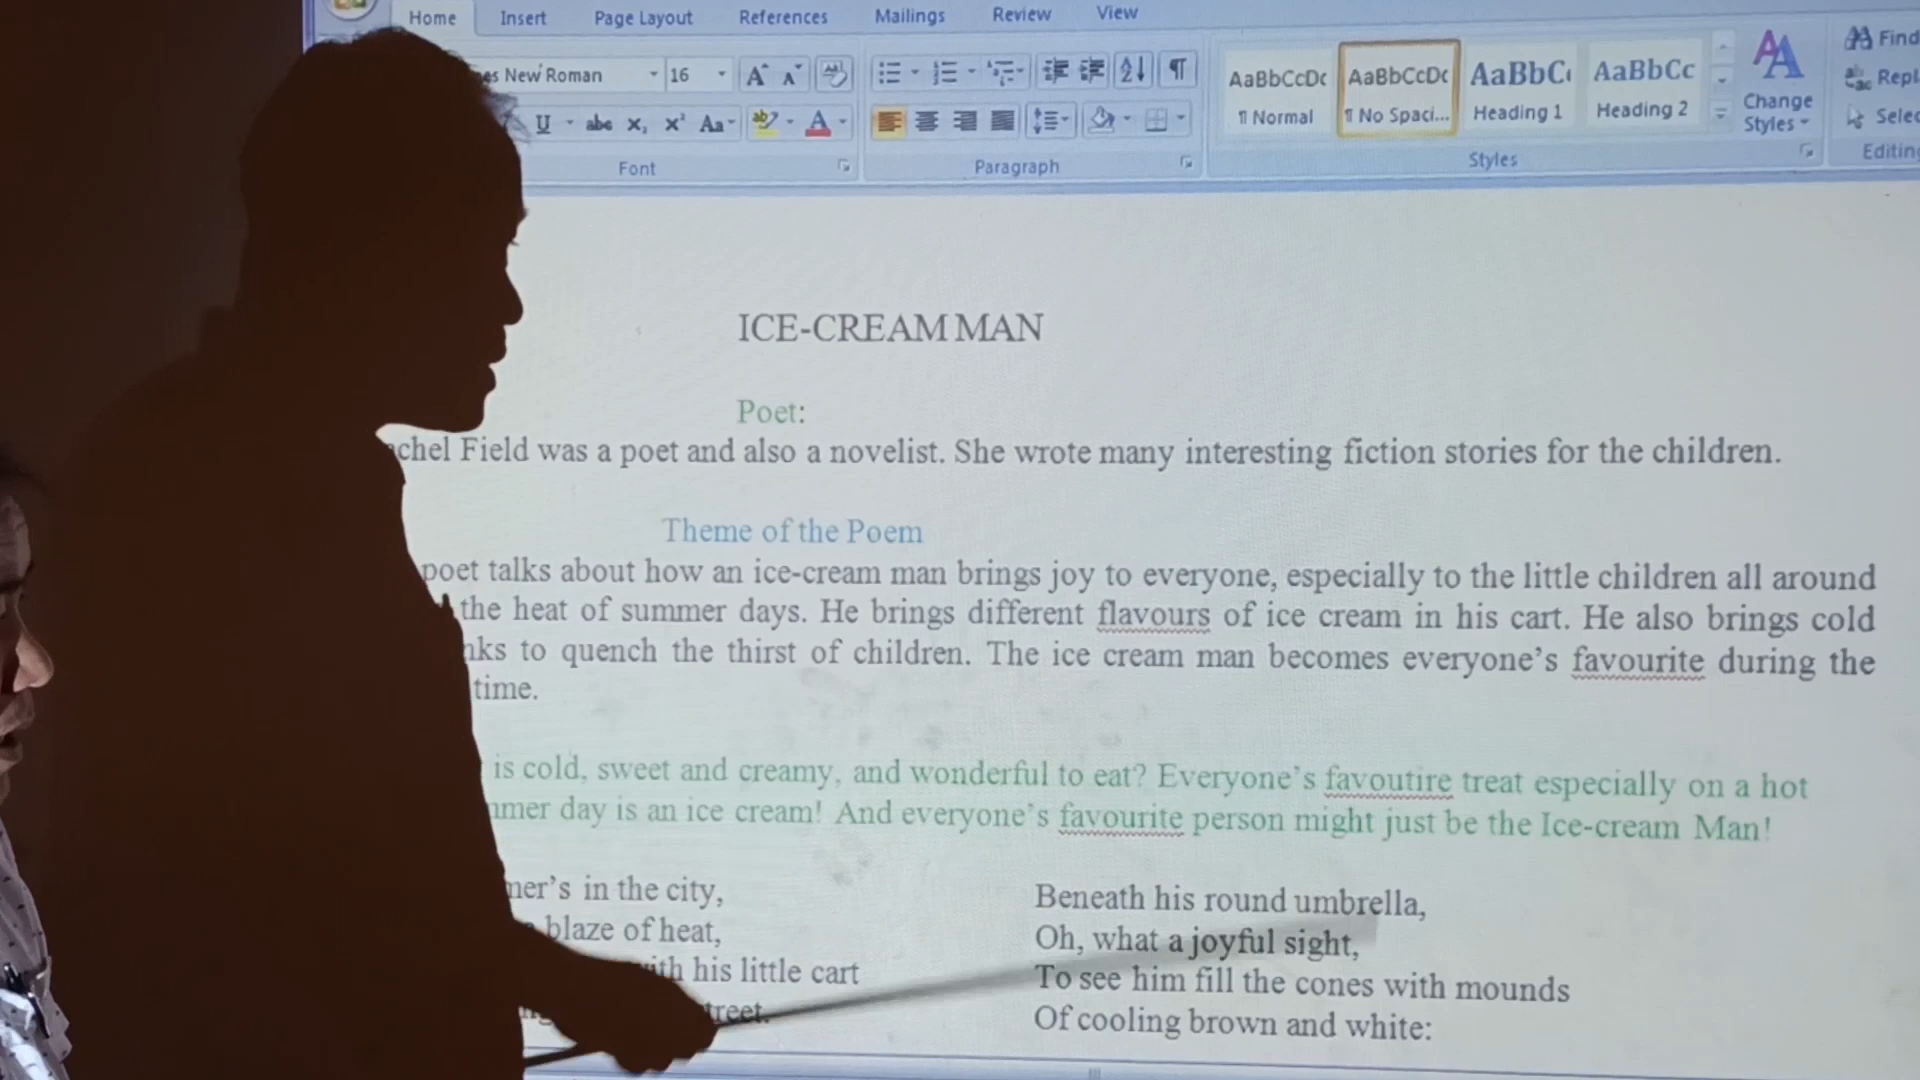 Home Insert Page Layout References Mailings Review View
New Roman 16
Find
AaBbCcDc AaBbCcDc AaBbC AaBbCc
¶ Normal ¶ No Spaci... Heading 1 Heading 2
Change Styles
Font Paragraph Styles
ICE-CREAM MAN
Poet:
Field was a poet and also a novelist. She wrote many interesting fiction stories for the children.
Theme of the Poem
poet talks about how an ice-cream man brings joy to everyone, especially to the little children all around
the heat of summer days. He brings different flavours of ice cream in his cart. He also brings cold
to quench the thirst of children. The ice cream man becomes everyone's favourite during the
time.
is cold, sweet and creamy, and wonderful to eat? Everyone's favoutire treat especially on a hot
day is an ice cream! And everyone's favourite person might just be the Ice-cream Man!
in the city,
blaze of heat,
his little cart
Beneath his round umbrella,
Oh, what a joyful sight,
To see him fill the cones with mounds
Of cooling brown and white: